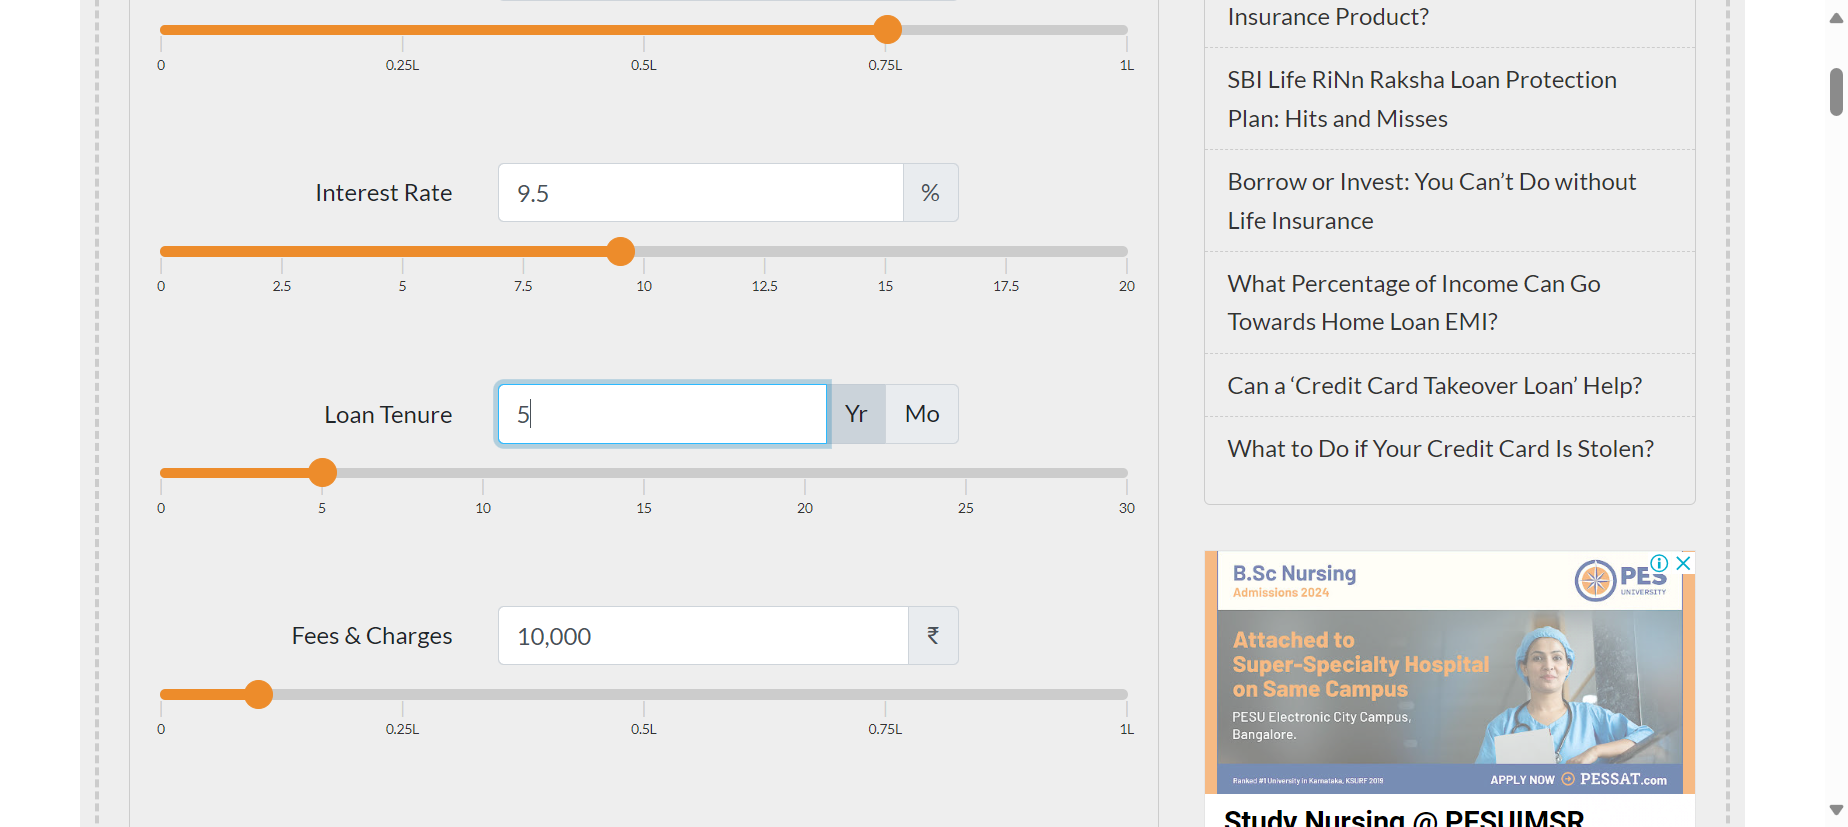 0 0.25L 0.5L 0.75L 1L
Interest Rate 9.5 %
0 2.5 5 7.5 10 12.5 15 17.5 20
Loan Tenure 5 Yr Mo
0 5 10 15 20 25 30
Fees & Charges 10,000 ₹
0 0.25L 0.5L 0.75L 1L
Insurance Product?
SBI Life RiNn Raksha Loan Protection
Plan: Hits and Misses
Borrow or Invest: You Can’t Do without
Life Insurance
What Percentage of Income Can Go
Towards Home Loan EMI?
Can a ‘Credit Card Takeover Loan’ Help?
What to Do if Your Credit Card Is Stolen?
B.Sc Nursing
Admissions 2024
PES
UNIVERSITY
Attached to
Super-Specialty Hospital
on Same Campus
PESU Electronic City Campus,
Bangalore.
Ranked #1 University in Karnataka, KSURF 2019
APPLY NOW PESSAT.com
Study Nursing @ PESUIMSR